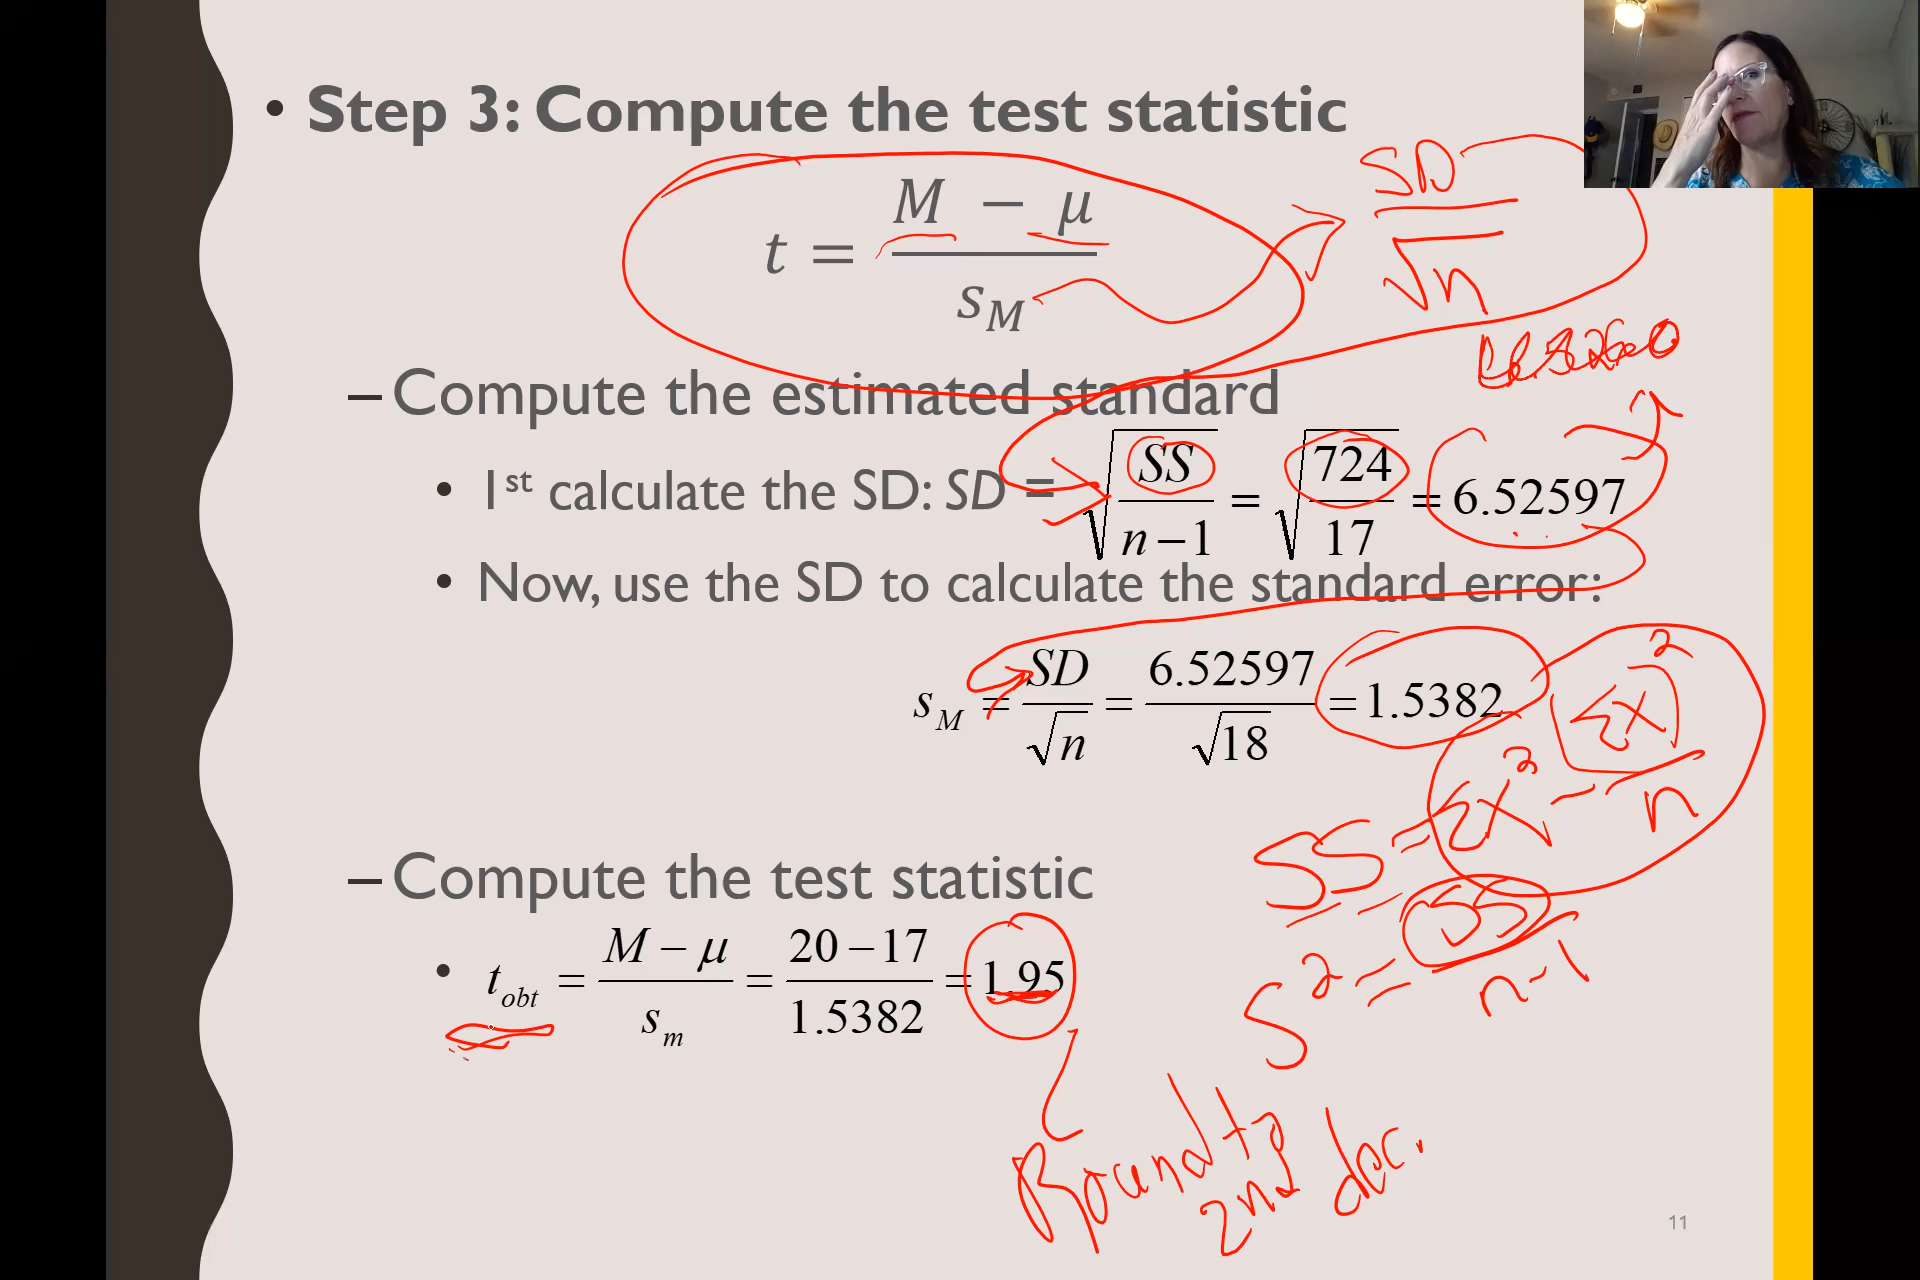 • Step 3: Compute the test statistic
t = (M − μ) / s_M
SD / √n
– Compute the estimated standard
• 1st calculate the SD: SD = √(SS / (n−1)) = √(724 / 17) = 6.52597
• Now, use the SD to calculate the standard error:
s_M = SD / √n = 6.52597 / √18 = 1.5382
SS = ΣX² − (ΣX)² / n
S² = SS / (n−1)
– Compute the test statistic
• t_obt = (M − μ) / s_m = (20 − 17) / 1.5382 = 1.95
Round to
2nd dec.
11